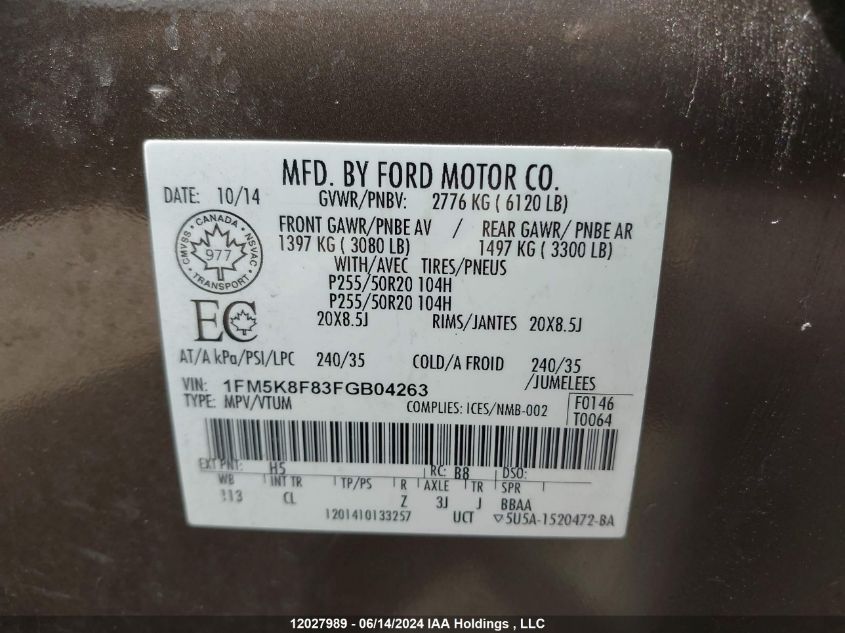 MFD. BY FORD MOTOR CO.
DATE: 10/14 GVWR/PNBV: 2776 KG ( 6120 LB)
FRONT GAWR/PNBE AV / REAR GAWR/ PNBE AR
1397 KG ( 3080 LB) 1497 KG ( 3300 LB)
WITH/AVEC TIRES/PNEUS
P255/50R20 104H
P255/50R20 104H
20X8.5J RIMS/JANTES 20X8.5J
CANADA
CMVSS NSVAC
977
TRANSPORT
EC
AT/A kPa/PSI/LPC 240/35 COLD/A FROID 240/35
/JUMELEES
VIN: 1FM5K8F83FGB04263
TYPE: MPV/VTUM COMPLIES: ICES/NMB-002
F0146
T0064
EXT PNT: H5 RC: B8 DSO:
WB INT TR TP/PS R AXLE TR SPR
113 CL Z 3J J BBAA
1201410133257 UCT ▽5U5A-1520472-BA
12027989 - 06/14/2024 IAA Holdings , LLC